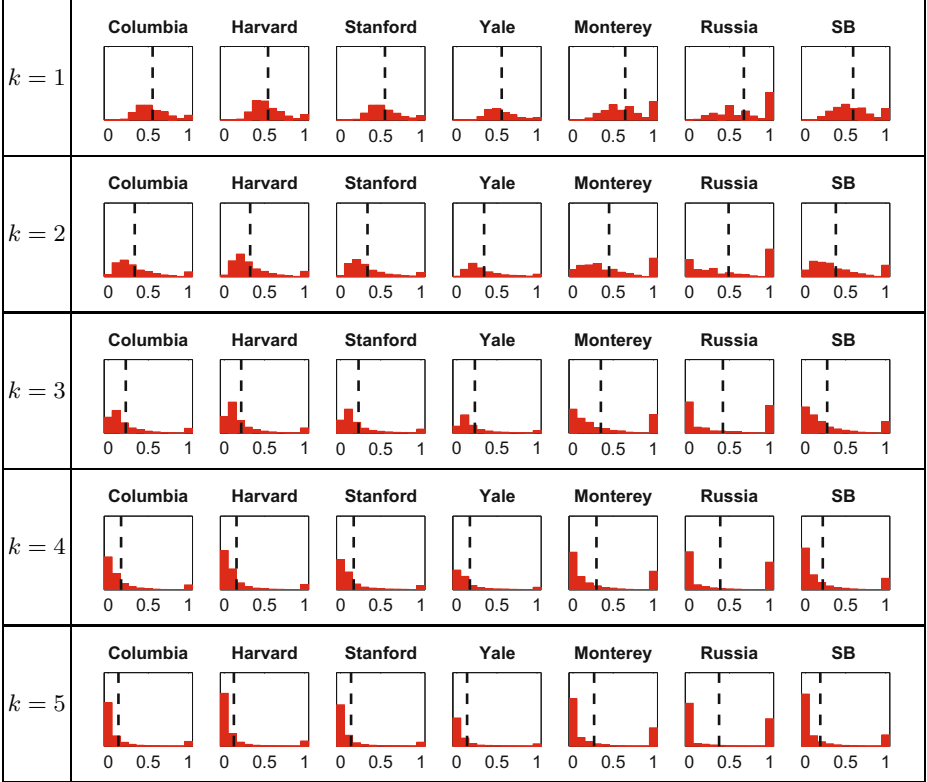 Columbia Harvard Stanford Yale Monterey Russia SB
k = 1
0 0.5 1 0 0.5 1 0 0.5 1 0 0.5 1 0 0.5 1 0 0.5 1 0 0.5 1
Columbia Harvard Stanford Yale Monterey Russia SB
k = 2
0 0.5 1 0 0.5 1 0 0.5 1 0 0.5 1 0 0.5 1 0 0.5 1 0 0.5 1
Columbia Harvard Stanford Yale Monterey Russia SB
k = 3
0 0.5 1 0 0.5 1 0 0.5 1 0 0.5 1 0 0.5 1 0 0.5 1 0 0.5 1
Columbia Harvard Stanford Yale Monterey Russia SB
k = 4
0 0.5 1 0 0.5 1 0 0.5 1 0 0.5 1 0 0.5 1 0 0.5 1 0 0.5 1
Columbia Harvard Stanford Yale Monterey Russia SB
k = 5
0 0.5 1 0 0.5 1 0 0.5 1 0 0.5 1 0 0.5 1 0 0.5 1 0 0.5 1